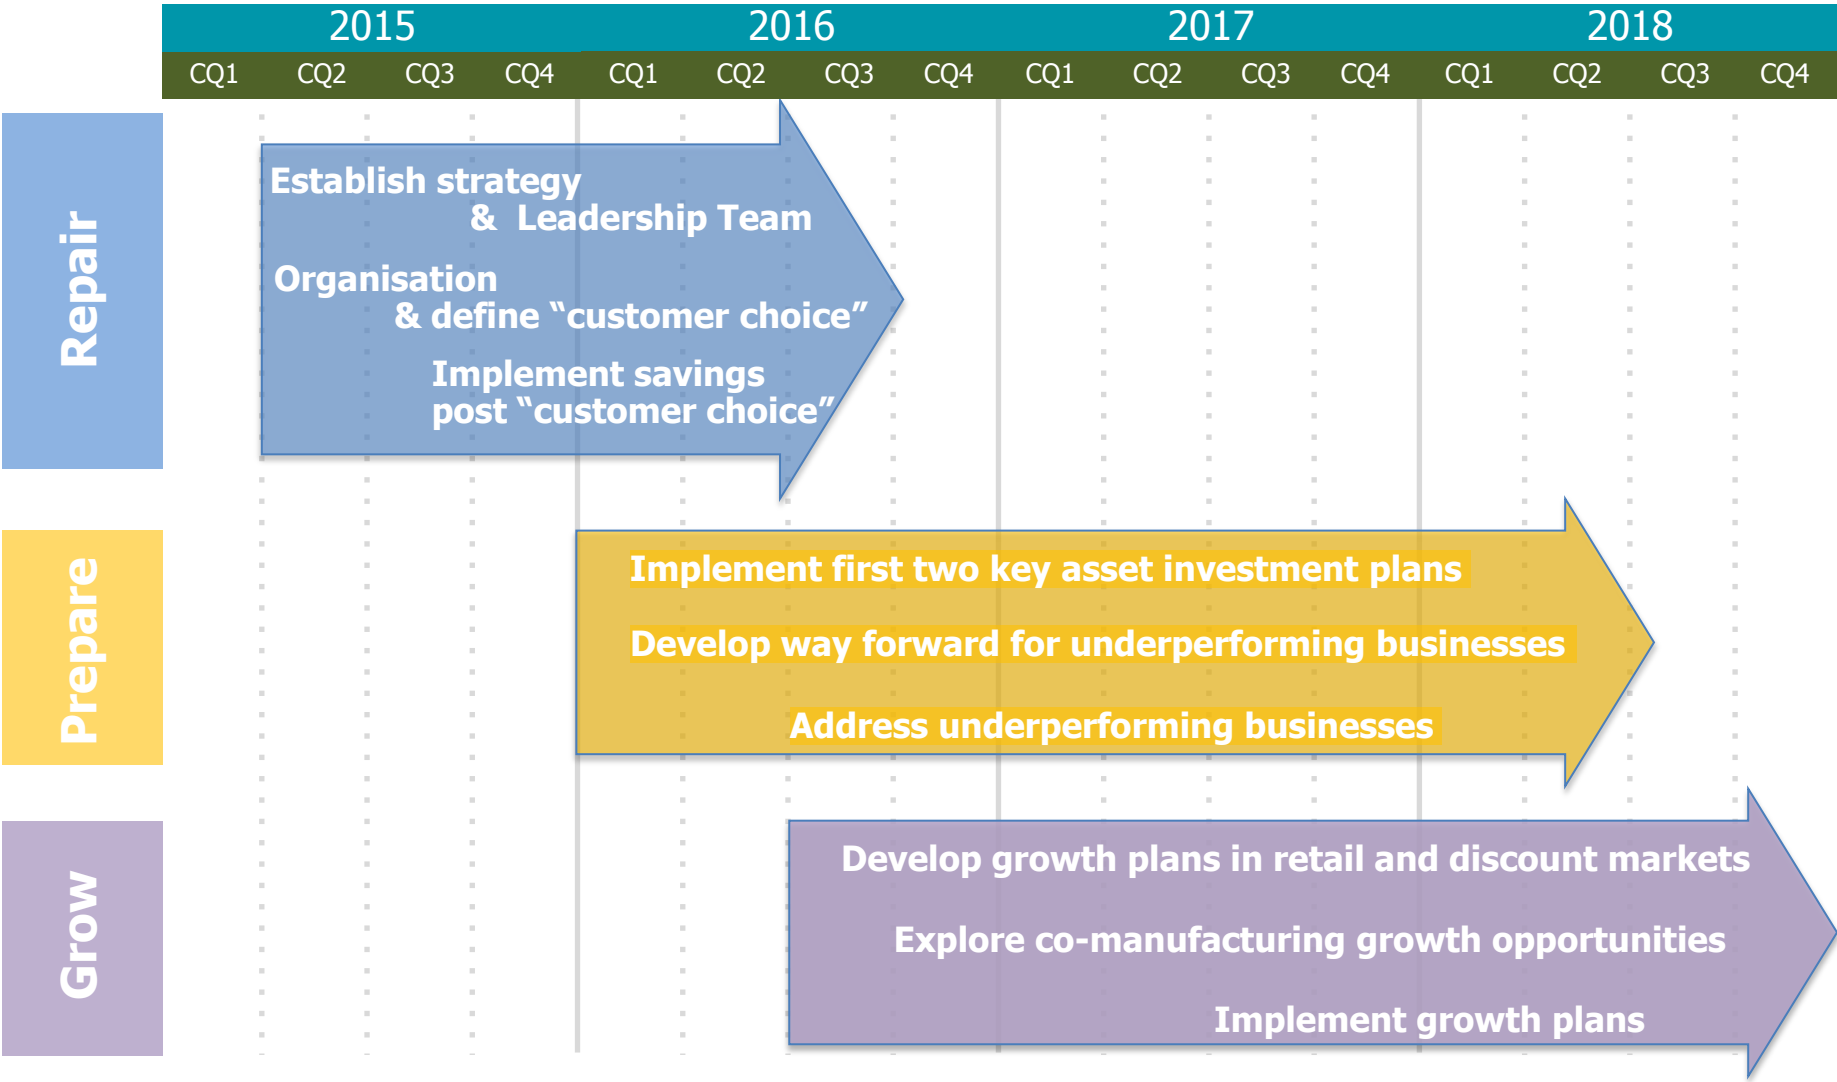 2015 2016 2017 2018
CQ1 CQ2 CQ3 CQ4 CQ1 CQ2 CQ3 CQ4 CQ1 CQ2 CQ3 CQ4 CQ1 CQ2 CQ3 CQ4
Repair
Establish strategy
& Leadership Team
Organisation
& define “customer choice”
Implement savings
post “customer choice”
Prepare
Implement first two key asset investment plans
Develop way forward for underperforming businesses
Address underperforming businesses
Grow
Develop growth plans in retail and discount markets
Explore co-manufacturing growth opportunities
Implement growth plans